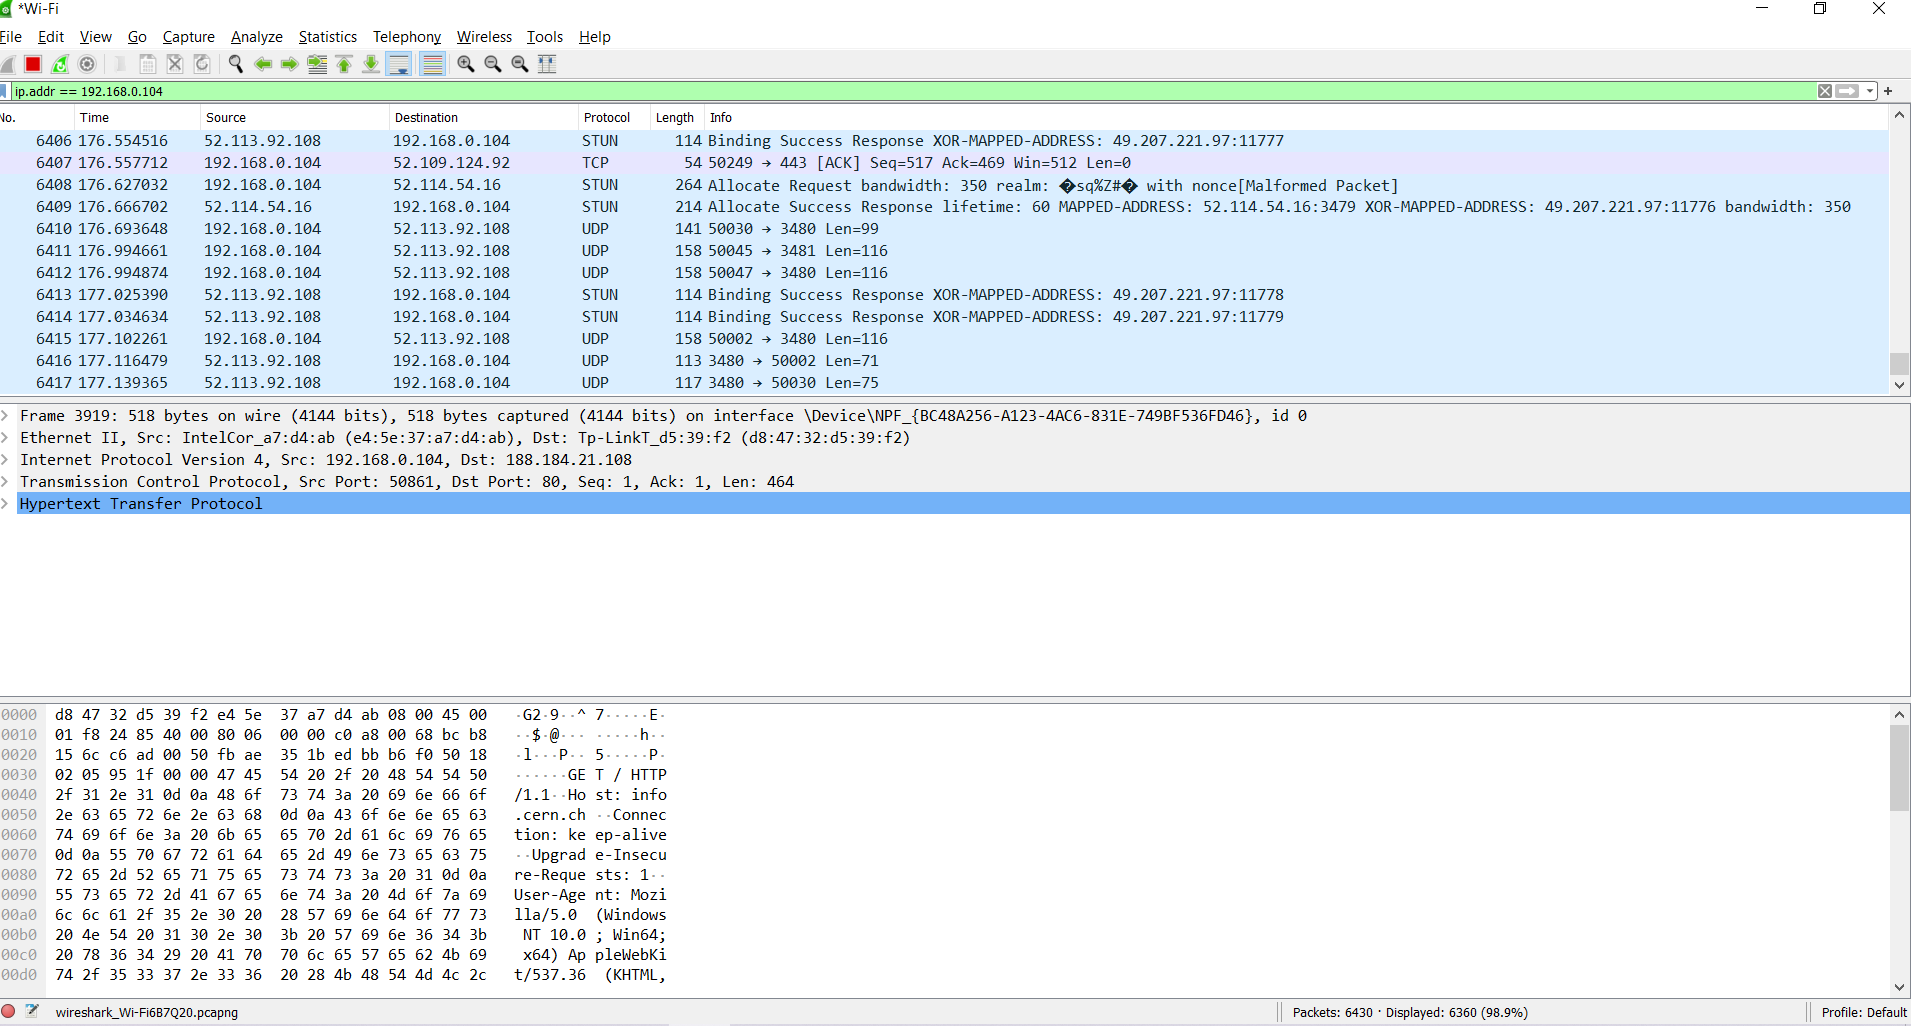 *Wi-Fi
File Edit View Go Capture Analyze Statistics Telephony Wireless Tools Help
ip.addr == 192.168.0.104
No. Time Source Destination Protocol Length Info
6406 176.554516 52.113.92.108 192.168.0.104 STUN 114 Binding Success Response XOR-MAPPED-ADDRESS: 49.207.221.97:11777
6407 176.557712 192.168.0.104 52.109.124.92 TCP 54 50249 → 443 [ACK] Seq=517 Ack=469 Win=512 Len=0
6408 176.627032 192.168.0.104 52.114.54.16 STUN 264 Allocate Request bandwidth: 350 realm: �sq%Z#� with nonce[Malformed Packet]
6409 176.666702 52.114.54.16 192.168.0.104 STUN 214 Allocate Success Response lifetime: 60 MAPPED-ADDRESS: 52.114.54.16:3479 XOR-MAPPED-ADDRESS: 49.207.221.97:11776 bandwidth: 350
6410 176.693648 192.168.0.104 52.113.92.108 UDP 141 50030 → 3480 Len=99
6411 176.994661 192.168.0.104 52.113.92.108 UDP 158 50045 → 3481 Len=116
6412 176.994874 192.168.0.104 52.113.92.108 UDP 158 50047 → 3480 Len=116
6413 177.025390 52.113.92.108 192.168.0.104 STUN 114 Binding Success Response XOR-MAPPED-ADDRESS: 49.207.221.97:11778
6414 177.034634 52.113.92.108 192.168.0.104 STUN 114 Binding Success Response XOR-MAPPED-ADDRESS: 49.207.221.97:11779
6415 177.102261 192.168.0.104 52.113.92.108 UDP 158 50002 → 3480 Len=116
6416 177.116479 52.113.92.108 192.168.0.104 UDP 113 3480 → 50002 Len=71
6417 177.139365 52.113.92.108 192.168.0.104 UDP 117 3480 → 50030 Len=75
Frame 3919: 518 bytes on wire (4144 bits), 518 bytes captured (4144 bits) on interface \Device\NPF_{BC48A256-A123-4AC6-831E-749BF536FD46}, id 0
Ethernet II, Src: IntelCor_a7:d4:ab (e4:5e:37:a7:d4:ab), Dst: Tp-LinkT_d5:39:f2 (d8:47:32:d5:39:f2)
Internet Protocol Version 4, Src: 192.168.0.104, Dst: 188.184.21.108
Transmission Control Protocol, Src Port: 50861, Dst Port: 80, Seq: 1, Ack: 1, Len: 464
Hypertext Transfer Protocol
0000 d8 47 32 d5 39 f2 e4 5e 37 a7 d4 ab 08 00 45 00 ·G2·9··^ 7·····E·
0010 01 f8 24 85 40 00 80 06 00 00 c0 a8 00 68 bc b8 ··$·@··· ·····h··
0020 15 6c c6 ad 00 50 fb ae 35 1b ed bb b6 f0 50 18 ·l···P·· 5·····P·
0030 02 05 95 1f 00 00 47 45 54 20 2f 20 48 54 54 50 ······GE T / HTTP
0040 2f 31 2e 31 0d 0a 48 6f 73 74 3a 20 69 6e 66 6f /1.1··Ho st: info
0050 2e 63 65 72 6e 2e 63 68 0d 0a 43 6f 6e 6e 65 63 .cern.ch ··Connec
0060 74 69 6f 6e 3a 20 6b 65 65 70 2d 61 6c 69 76 65 tion: ke ep-alive
0070 0d 0a 55 70 67 72 61 64 65 2d 49 6e 73 65 63 75 ··Upgrad e-Insecu
0080 72 65 2d 52 65 71 75 65 73 74 73 3a 20 31 0d 0a re-Reque sts: 1··
0090 55 73 65 72 2d 41 67 65 6e 74 3a 20 4d 6f 7a 69 User-Age nt: Mozi
00a0 6c 6c 61 2f 35 2e 30 20 28 57 69 6e 64 6f 77 73 lla/5.0 (Windows
00b0 20 4e 54 20 31 30 2e 30 3b 20 57 69 6e 36 34 3b NT 10.0 ; Win64;
00c0 20 78 36 34 29 20 41 70 70 6c 65 57 65 62 4b 69 x64) Ap pleWebKi
00d0 74 2f 35 33 37 2e 33 36 20 28 4b 48 54 4d 4c 2c t/537.36 (KHTML,
wireshark_Wi-Fi6B7Q20.pcapng Packets: 6430 · Displayed: 6360 (98.9%) Profile: Default